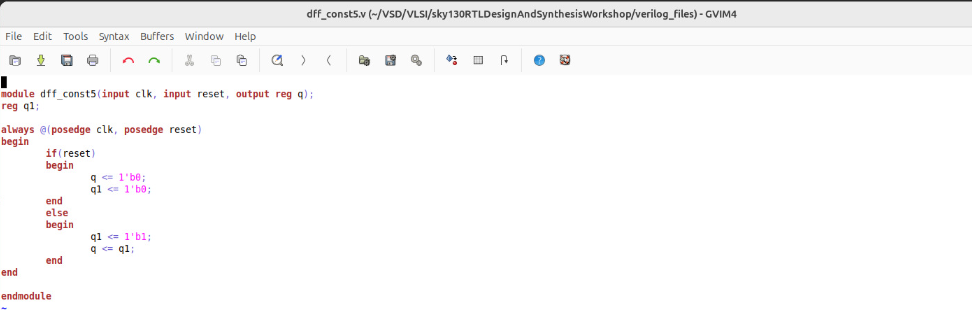 dff_const5.v (~/VSD/VLSI/sky130RTLDesignAndSynthesisWorkshop/verilog_files) - GVIM4
File Edit Tools Syntax Buffers Window Help
module dff_const5(input clk, input reset, output reg q);
reg q1;
always @(posedge clk, posedge reset)
begin
if(reset)
begin
q <= 1'b0;
q1 <= 1'b0;
end
else
begin
q1 <= 1'b1;
q <= q1;
end
end
endmodule
~